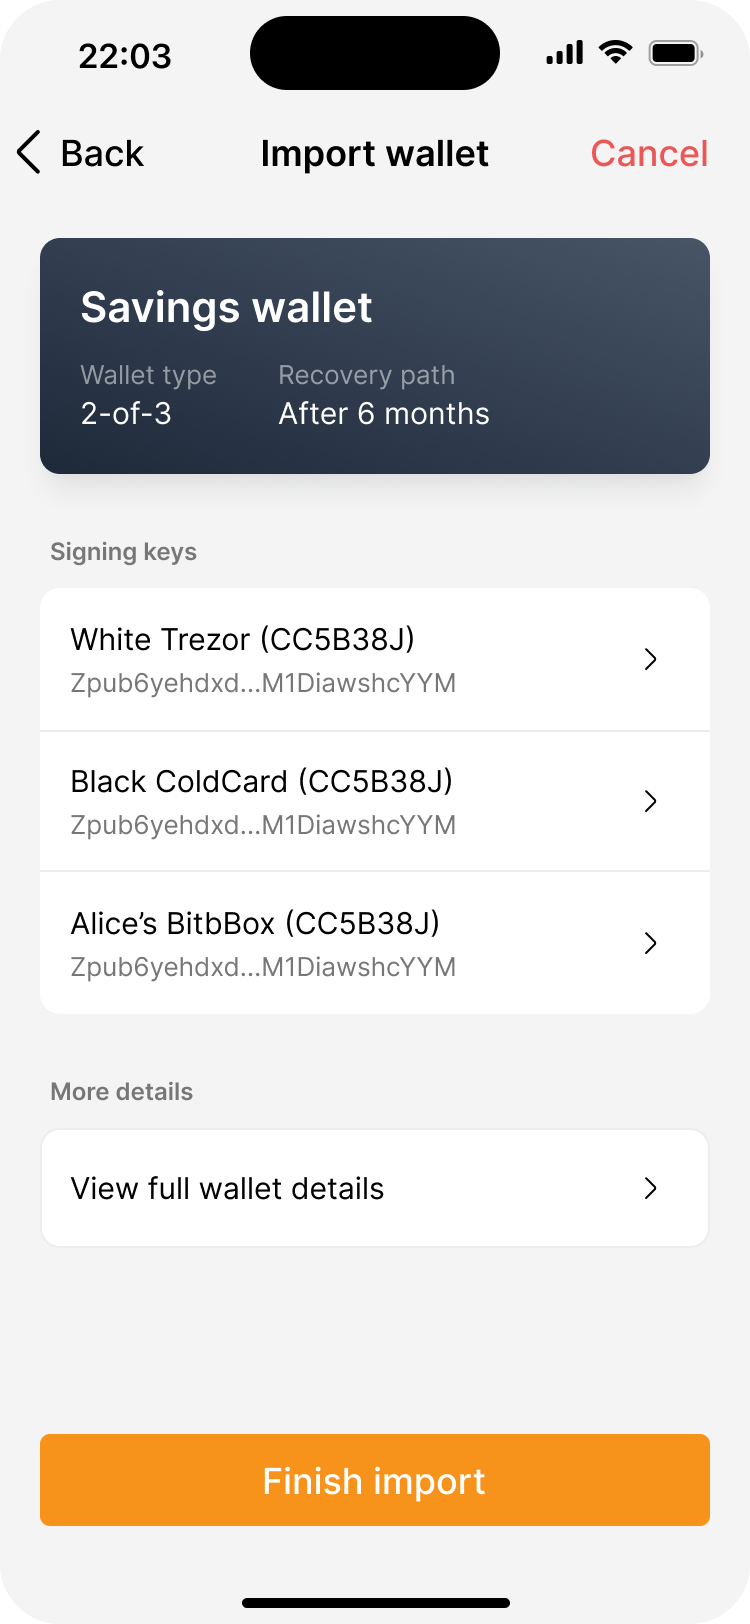 22:03
Back
Import wallet
Cancel
Savings wallet
Wallet type
Recovery path
2-of-3
After 6 months
Signing keys
White Trezor (CC5B38J)
Zpub6yehdxd...M1DiawshcYYM
Black ColdCard (CC5B38J)
Zpub6yehdxd...M1DiawshcYYM
Alice’s BitbBox (CC5B38J)
Zpub6yehdxd...M1DiawshcYYM
More details
View full wallet details
Finish import